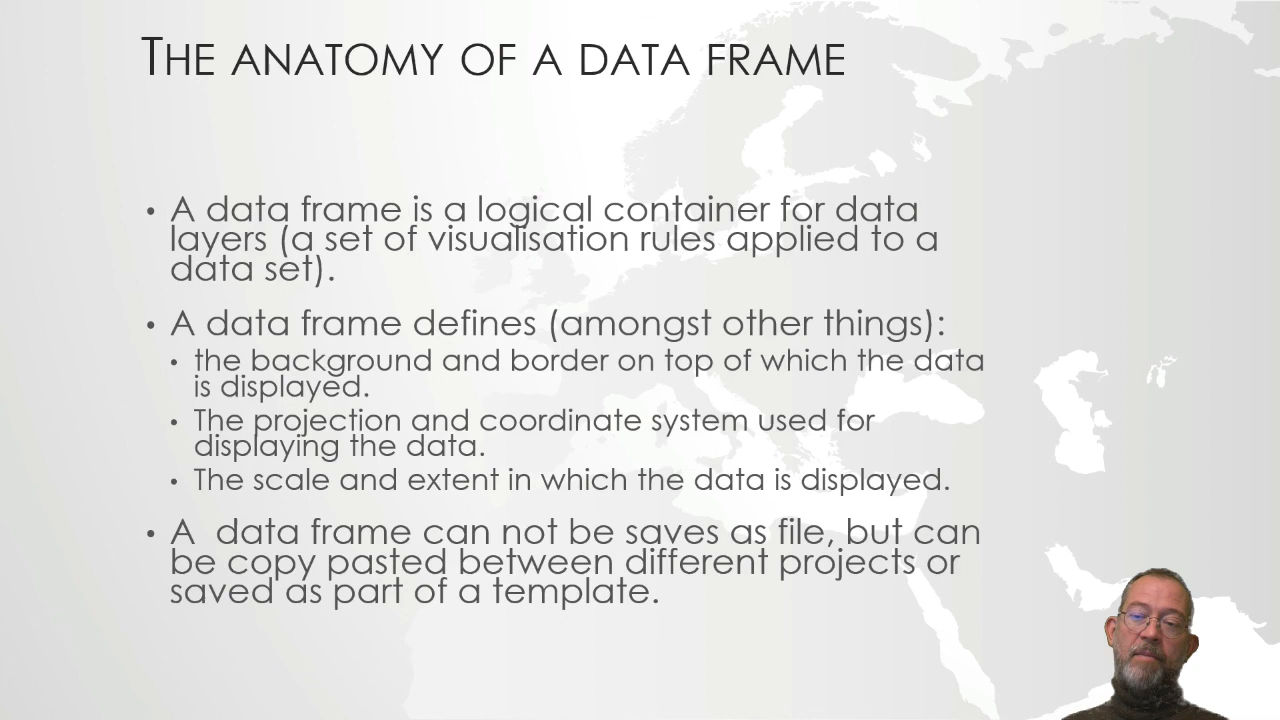 THE ANATOMY OF A DATA FRAME
• A data frame is a logical container for data
layers (a set of visualisation rules applied to a
data set).
• A data frame defines (amongst other things):
• the background and border on top of which the data
is displayed.
• The projection and coordinate system used for
displaying the data.
• The scale and extent in which the data is displayed.
• A  data frame can not be saves as file, but can
be copy pasted between different projects or
saved as part of a template.